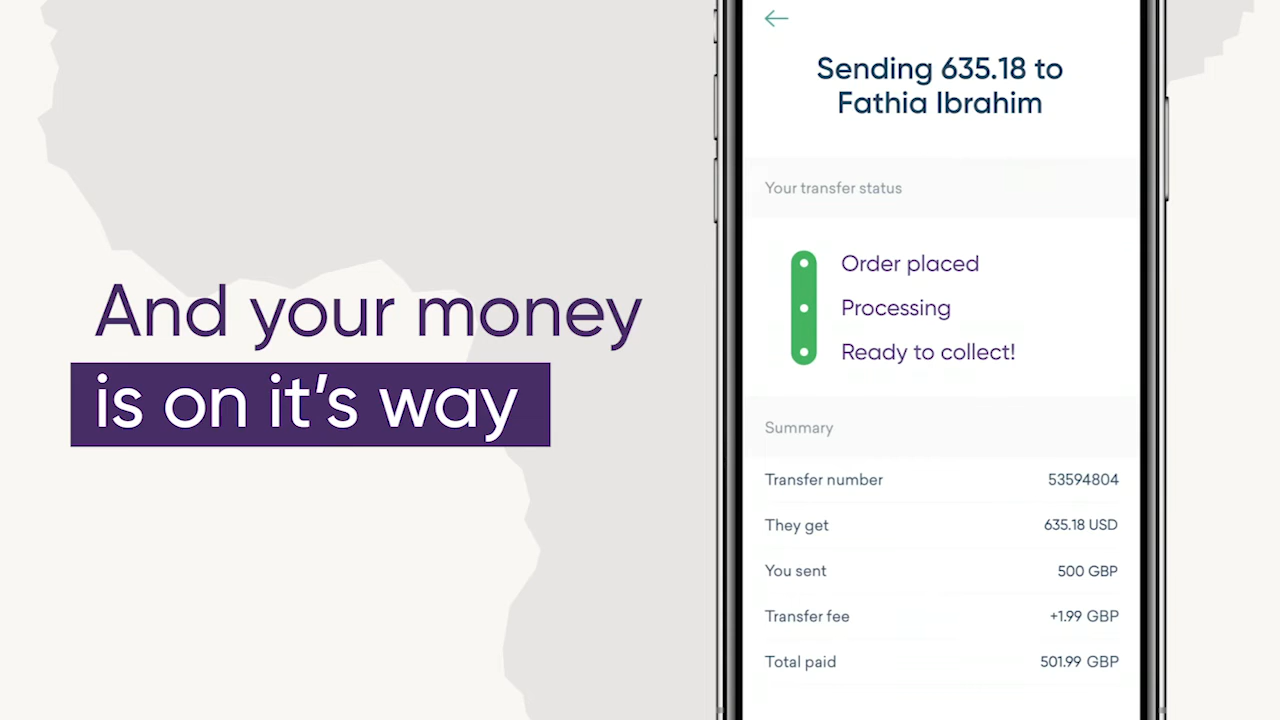 And your money
is on it's way
Sending 635.18 to
Fathia Ibrahim
Your transfer status
Order placed
Processing
Ready to collect!
Summary
Transfer number 53594804
They get 635.18 USD
You sent 500 GBP
Transfer fee +1.99 GBP
Total paid 501.99 GBP